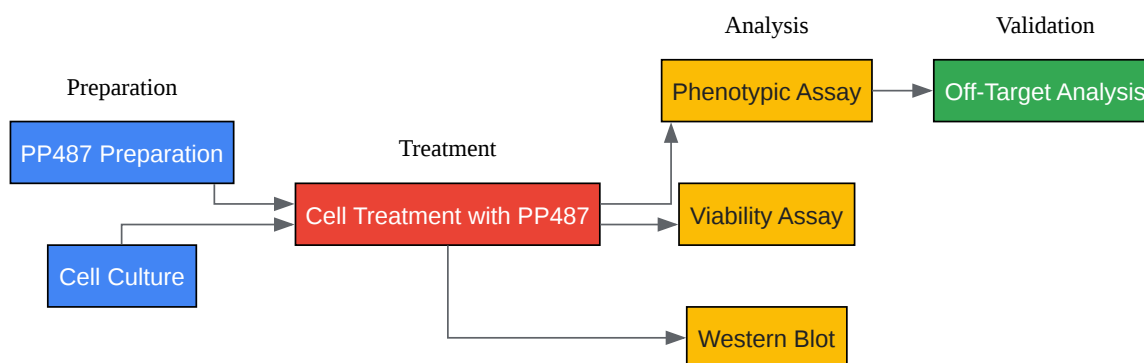 Preparation
PP487 Preparation
Cell Culture
Treatment
Cell Treatment with PP487
Analysis
Phenotypic Assay
Viability Assay
Western Blot
Validation
Off-Target Analysis